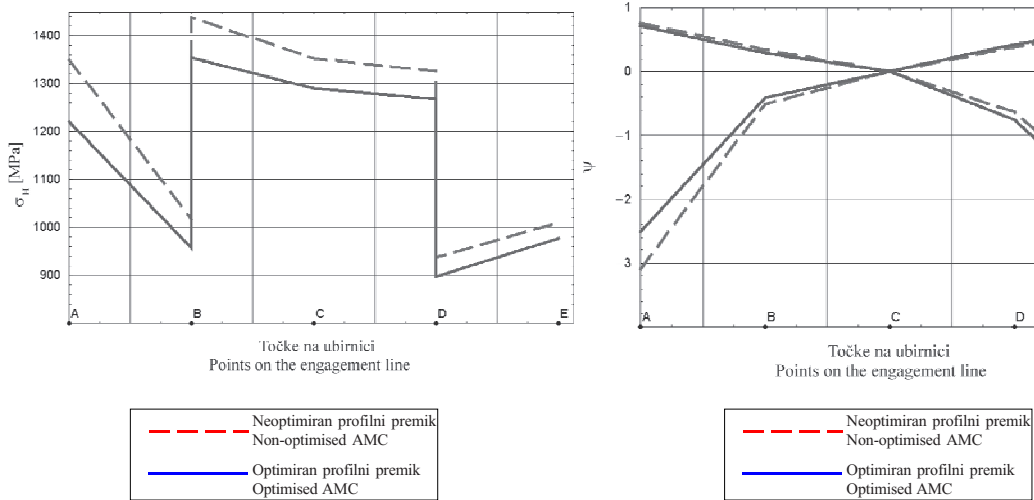 1400
1300
1200
1100
1000
900
σH [MPa]
A B C D E
Točke na ubirnici
Points on the engagement line
Neoptimiran profilni premik
Non-optimised AMC
Optimiran profilni premik
Optimised AMC
1
0
−1
−2
3
ψ
A B C D
Točke na ubirnici
Points on the engagement line
Neoptimiran profilni premik
Non-optimised AMC
Optimiran profilni premik
Optimised AMC